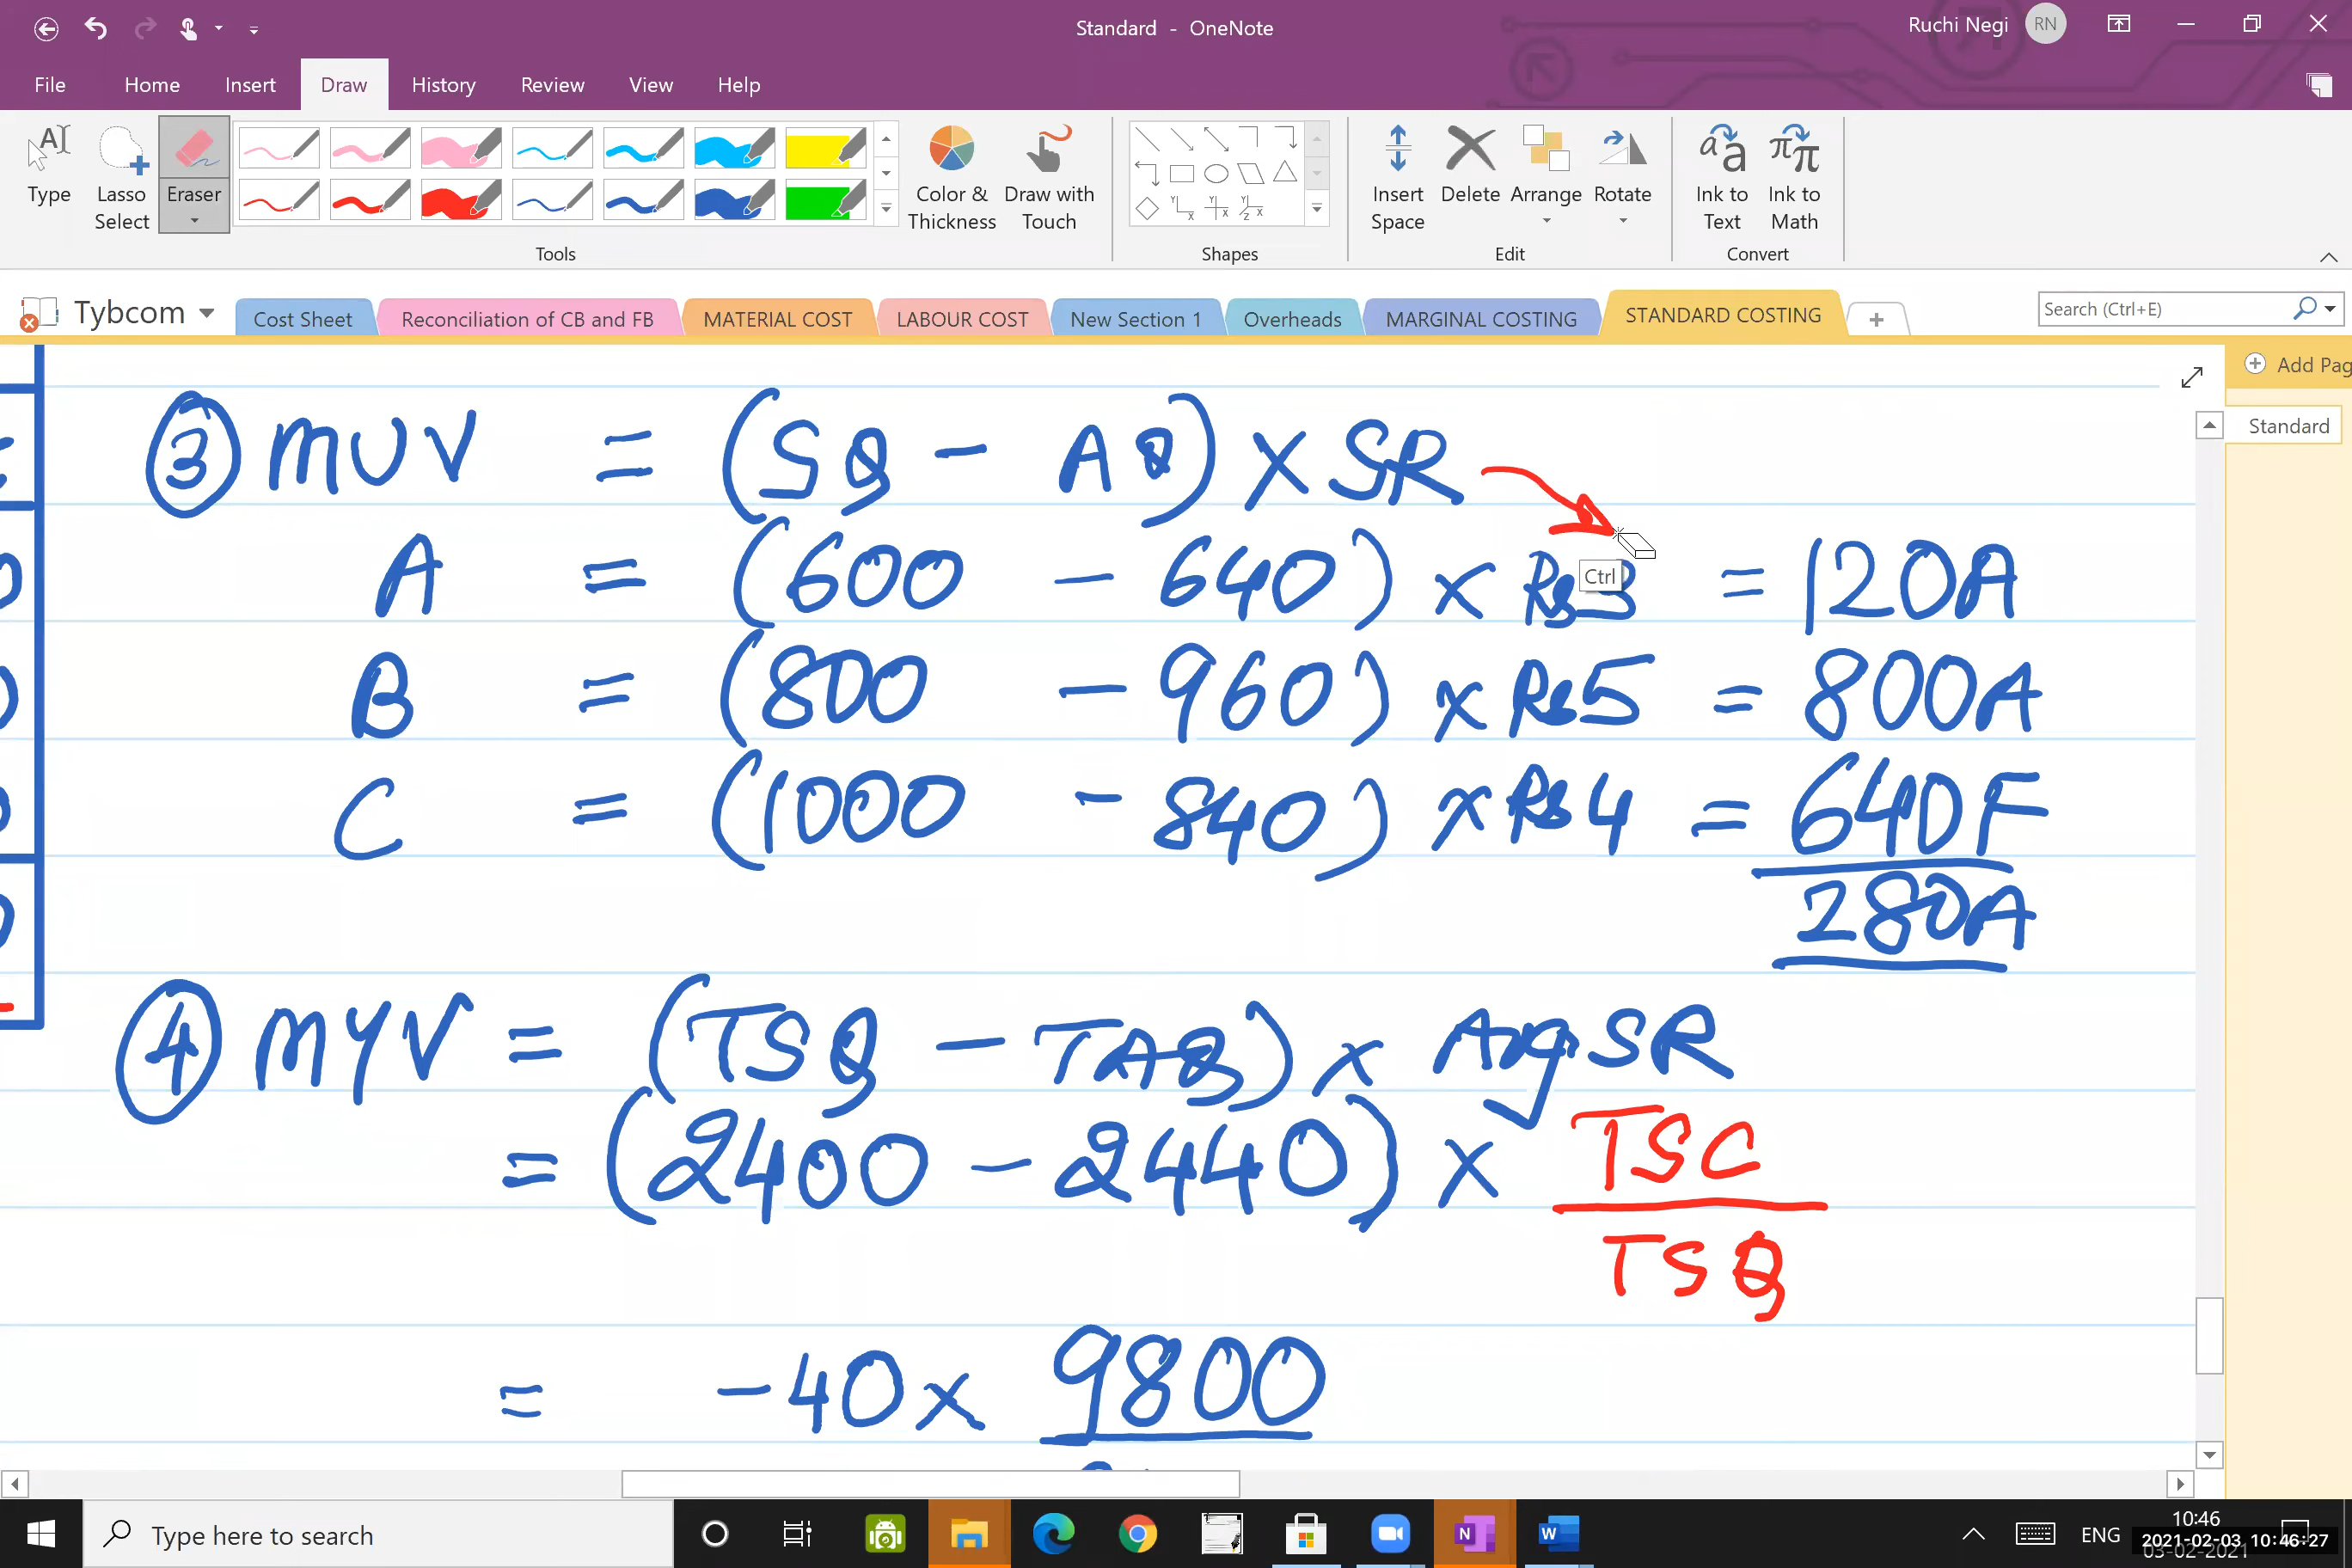 Standard - OneNote
Ruchi Negi RN
File Home Insert Draw History Review View Help
Type
Lasso Select
Eraser
Color & Thickness
Draw with Touch
Insert Space
Delete
Arrange
Rotate
Ink to Text
Ink to Math
Tools
Shapes
Edit
Convert
Tybcom
Cost Sheet
Reconciliation of CB and FB
MATERIAL COST
LABOUR COST
New Section 1
Overheads
MARGINAL COSTING
STANDARD COSTING
Search (Ctrl+E)
Add Pag
Standard
③ MUV = (SQ - AQ) X SR
A = (600 - 640) x Rs3 = 120A
Ctrl
B = (800 - 960) x Rs5 = 800A
C = (1000 - 840) x Rs4 = 640F
280A
④ MYV = (TSQ - TAQ) x AvgSR
= (2400 - 2440) x TSC
TSQ
= -40 x 9800
Type here to search
ENG
10:46
2021-02-03 10:46:27
03-02-2021